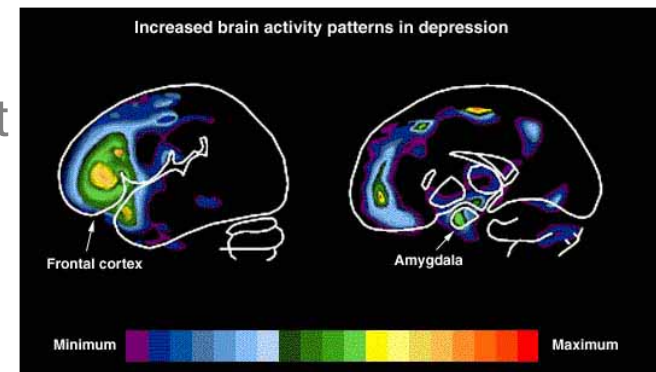 t
Increased brain activity patterns in depression
Frontal cortex
Amygdala
Minimum
Maximum